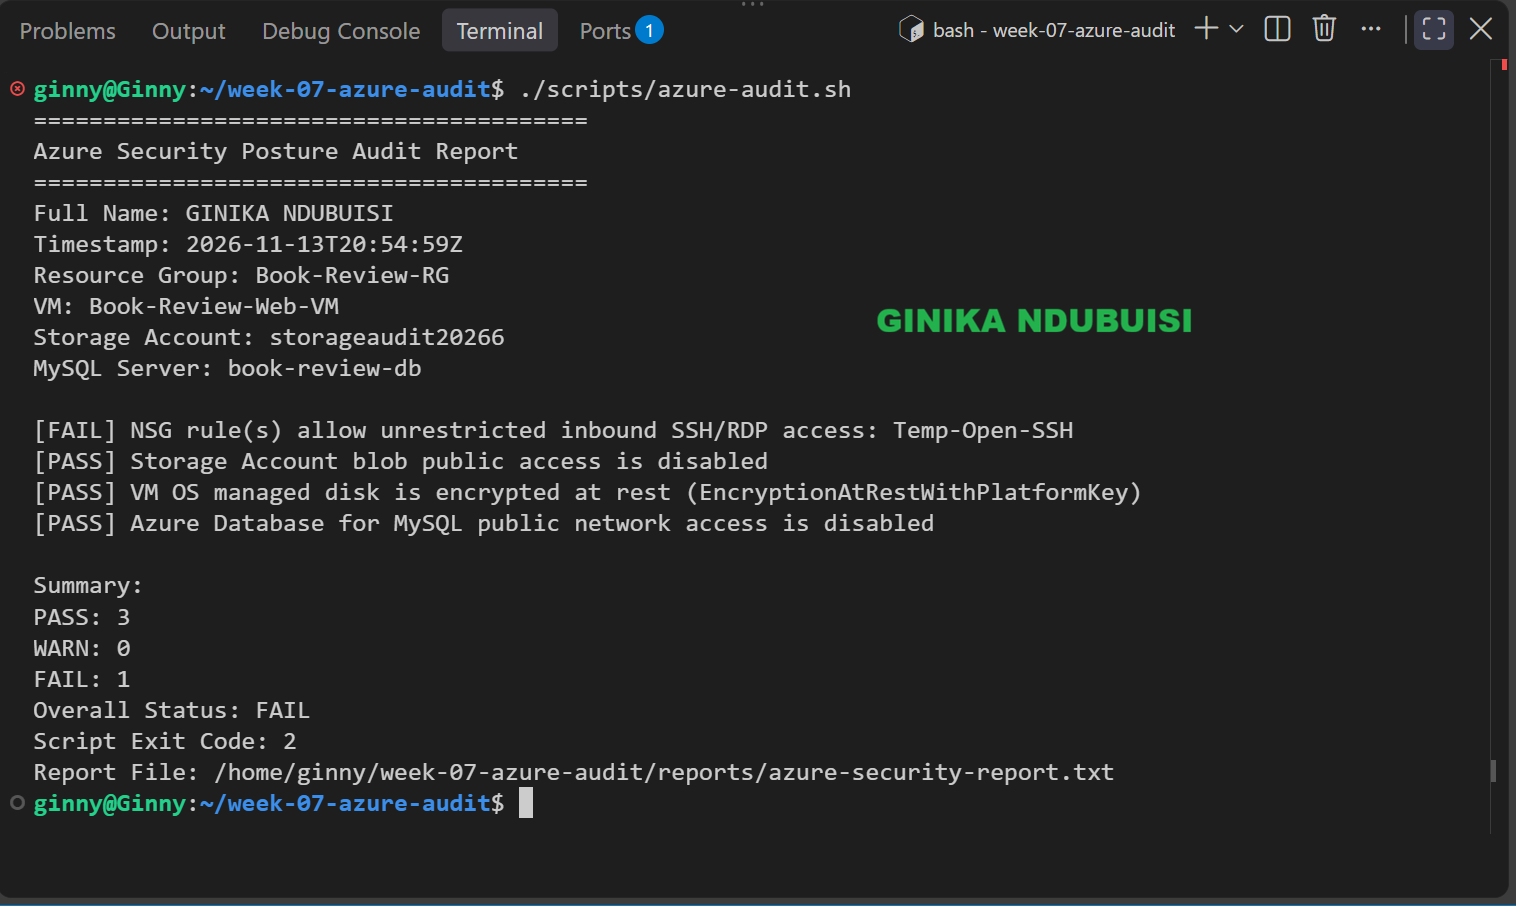 Problems Output Debug Console Terminal Ports 1 bash - week-07-azure-audit
ginny@Ginny:~/week-07-azure-audit$ ./scripts/azure-audit.sh
========================================
Azure Security Posture Audit Report
========================================
Full Name: GINIKA NDUBUISI
Timestamp: 2026-11-13T20:54:59Z
Resource Group: Book-Review-RG
VM: Book-Review-Web-VM
GINIKA NDUBUISI
Storage Account: storageaudit20266
MySQL Server: book-review-db
[FAIL] NSG rule(s) allow unrestricted inbound SSH/RDP access: Temp-Open-SSH
[PASS] Storage Account blob public access is disabled
[PASS] VM OS managed disk is encrypted at rest (EncryptionAtRestWithPlatformKey)
[PASS] Azure Database for MySQL public network access is disabled
Summary:
PASS: 3
WARN: 0
FAIL: 1
Overall Status: FAIL
Script Exit Code: 2
Report File: /home/ginny/week-07-azure-audit/reports/azure-security-report.txt
ginny@Ginny:~/week-07-azure-audit$